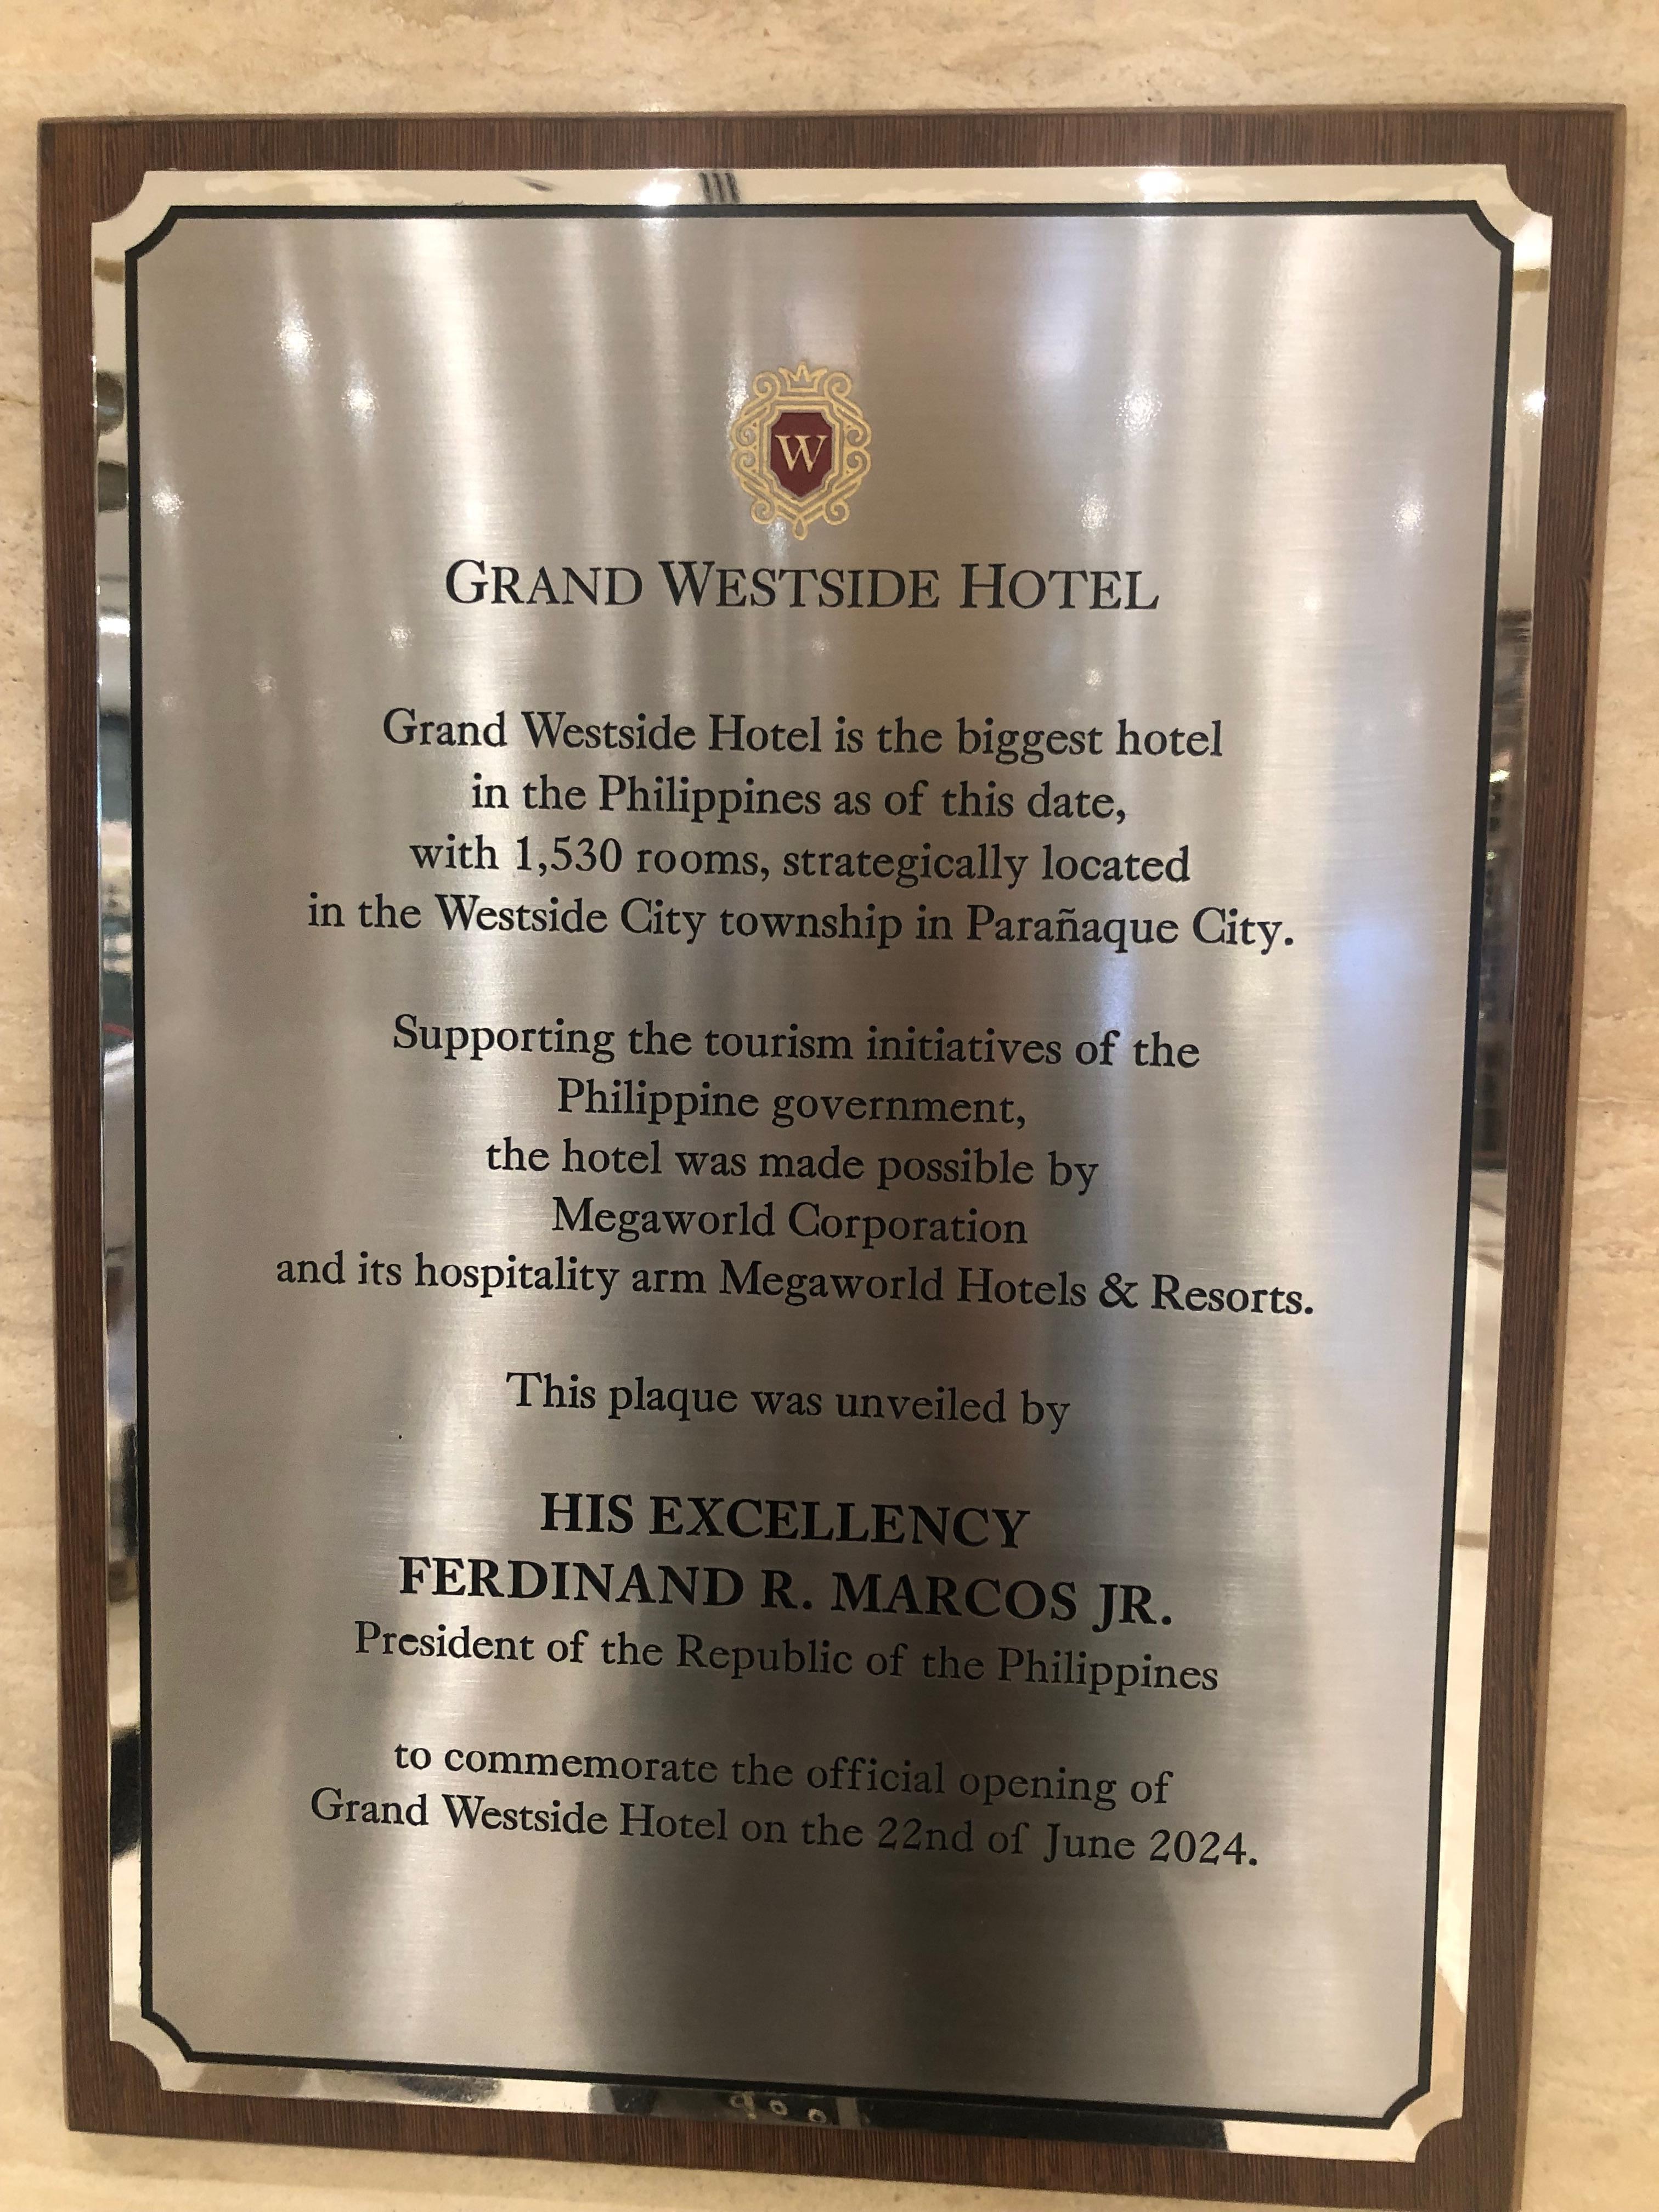 W
GRAND WESTSIDE HOTEL
Grand Westside Hotel is the biggest hotel
in the Philippines as of this date,
with 1,530 rooms, strategically located
in the Westside City township in Parañaque City.
Supporting the tourism initiatives of the
Philippine government,
the hotel was made possible by
Megaworld Corporation
and its hospitality arm Megaworld Hotels & Resorts.
This plaque was unveiled by
HIS EXCELLENCY
FERDINAND R. MARCOS JR.
President of the Republic of the Philippines
to commemorate the official opening of
Grand Westside Hotel on the 22nd of June 2024.